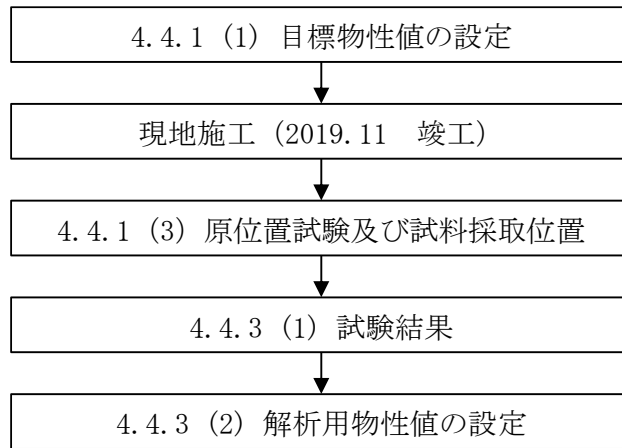 4.4.1 (1) 目標物性値の設定
現地施工 (2019.11　竣工)
4.4.1 (3) 原位置試験及び試料採取位置
4.4.3 (1) 試験結果
4.4.3 (2) 解析用物性値の設定